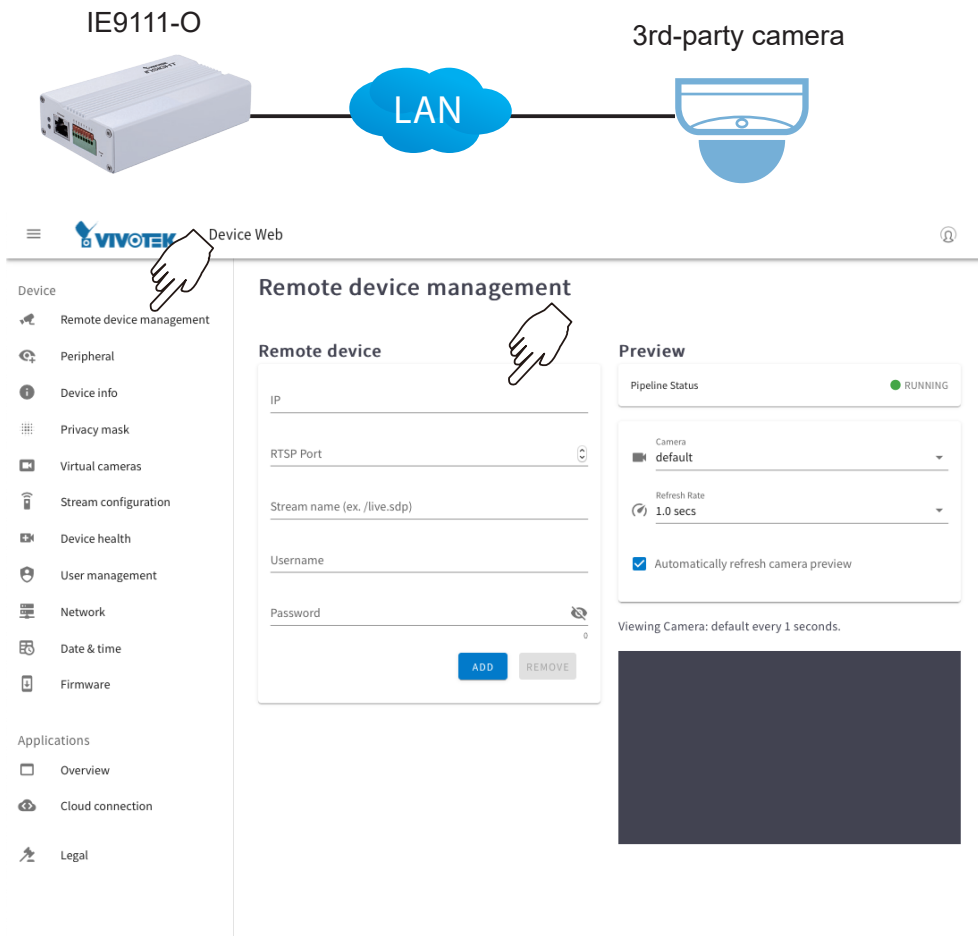 IE9111-O
3rd-party camera
LAN
VIVOTEK
Device Web
Device
Remote device management
Peripheral
Device info
Privacy mask
Virtual cameras
Stream configuration
Device health
User management
Network
Date & time
Firmware
Applications
Overview
Cloud connection
Legal
Remote device management
Remote device
IP
RTSP Port
Stream name (ex. /live.sdp)
Username
Password
0
ADD REMOVE
Preview
Pipeline Status RUNNING
Camera
default
Refresh Rate
1.0 secs
Automatically refresh camera preview
Viewing Camera: default every 1 seconds.